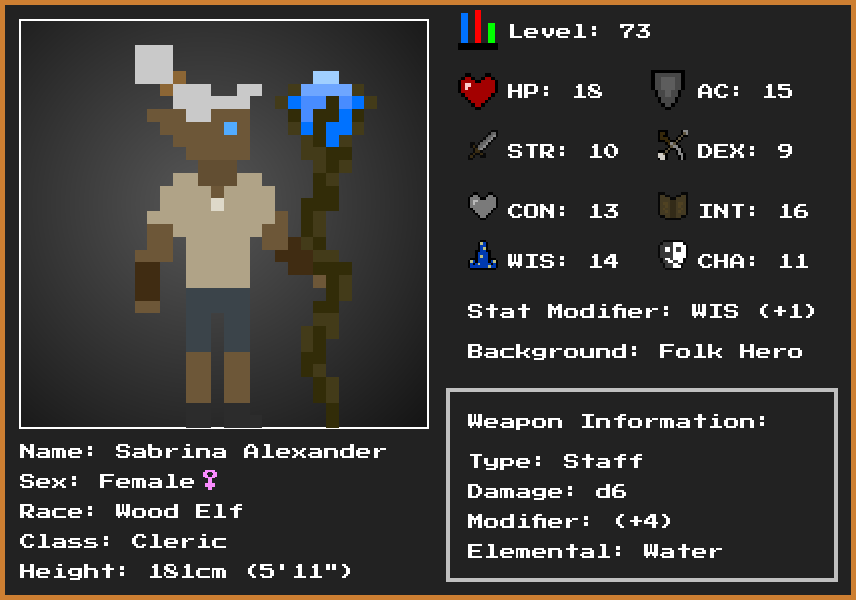 Level: 73
HP: 18 AC: 15
STR: 10 DEX: 9
CON: 13 INT: 16
WIS: 14 CHA: 11
Stat Modifier: WIS (+1)
Background: Folk Hero
Weapon Information:
Type: Staff
Damage: d6
Modifier: (+4)
Elemental: Water
Name: Sabrina Alexander
Sex: Female♀
Race: Wood Elf
Class: Cleric
Height: 181cm (5'11")